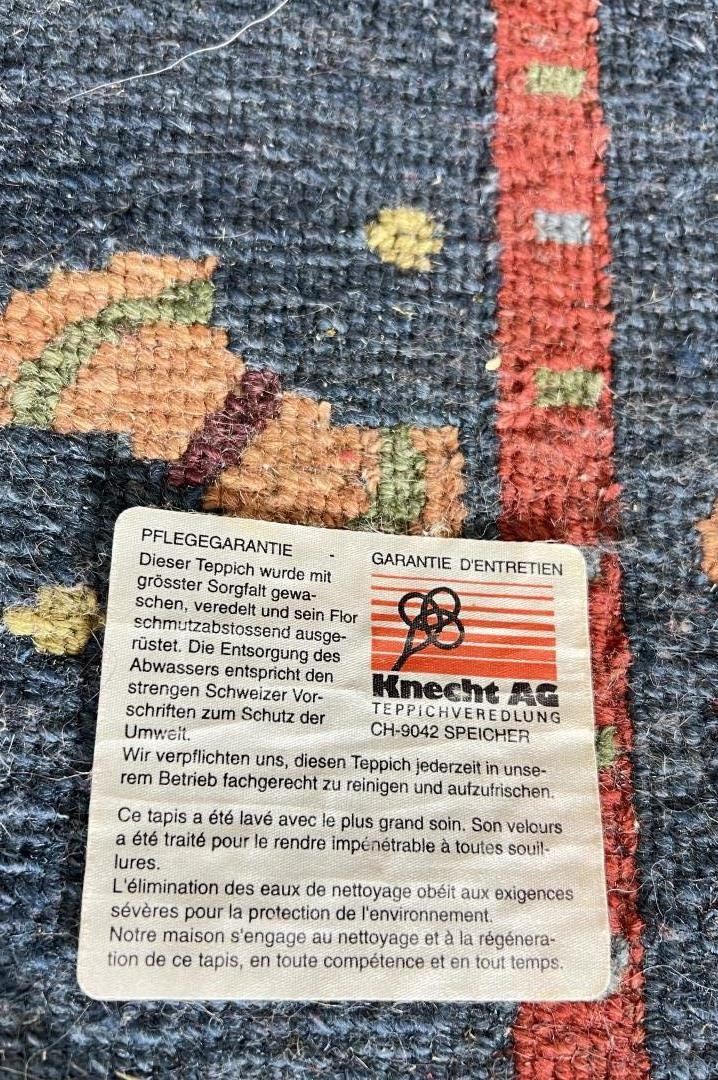 PFLEGEGARANTIE
Dieser Teppich wurde mit
grösster Sorgfalt gewa-
schen, veredelt und sein Flor
schmutzabstossend ausge-
rüstet. Die Entsorgung des
Abwassers entspricht den
strengen Schweizer Vor-
schriften zum Schutz der
Umwelt.
GARANTIE D'ENTRETIEN
Knecht AG
TEPPICHVEREDLUNG
CH-9042 SPEICHER
Wir verpflichten uns, diesen Teppich jederzeit in unse-
rem Betrieb fachgerecht zu reinigen und aufzufrischen.
Ce tapis a été lavé avec le plus grand soin. Son velours
a été traité pour le rendre impénétrable à toutes souil-
lures.
L'élimination des eaux de nettoyage obéit aux exigences
sévères pour la protection de l'environnement.
Notre maison s'engage au nettoyage et à la régénera-
tion de ce tapis, en toute compétence et en tout temps.